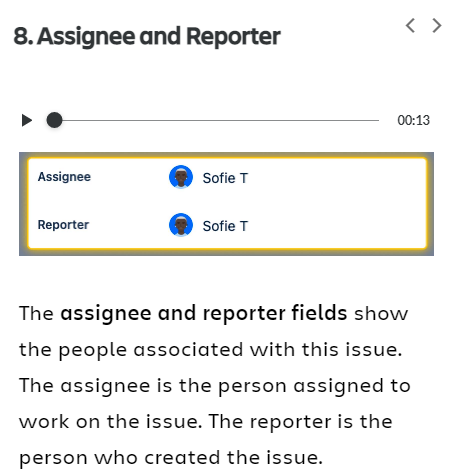 8. Assignee and Reporter
00:13
Assignee Sofie T
Reporter Sofie T
The assignee and reporter fields show
the people associated with this issue.
The assignee is the person assigned to
work on the issue. The reporter is the
person who created the issue.